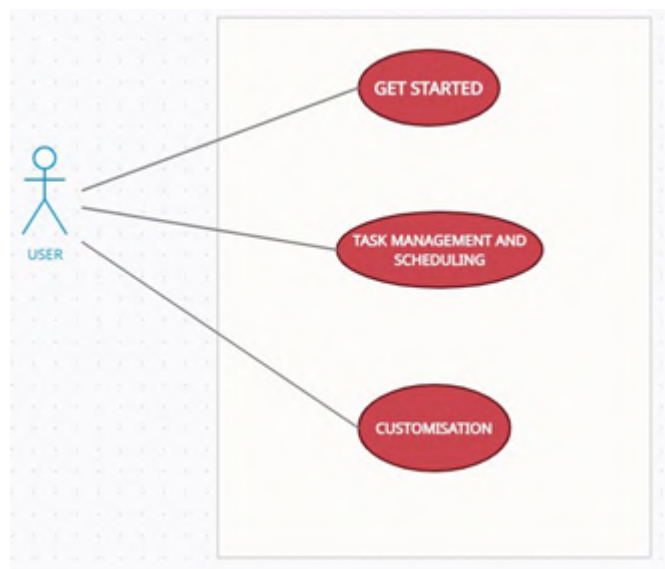 GET STARTED
USER
TASK MANAGEMENT AND
SCHEDULING
CUSTOMISATION